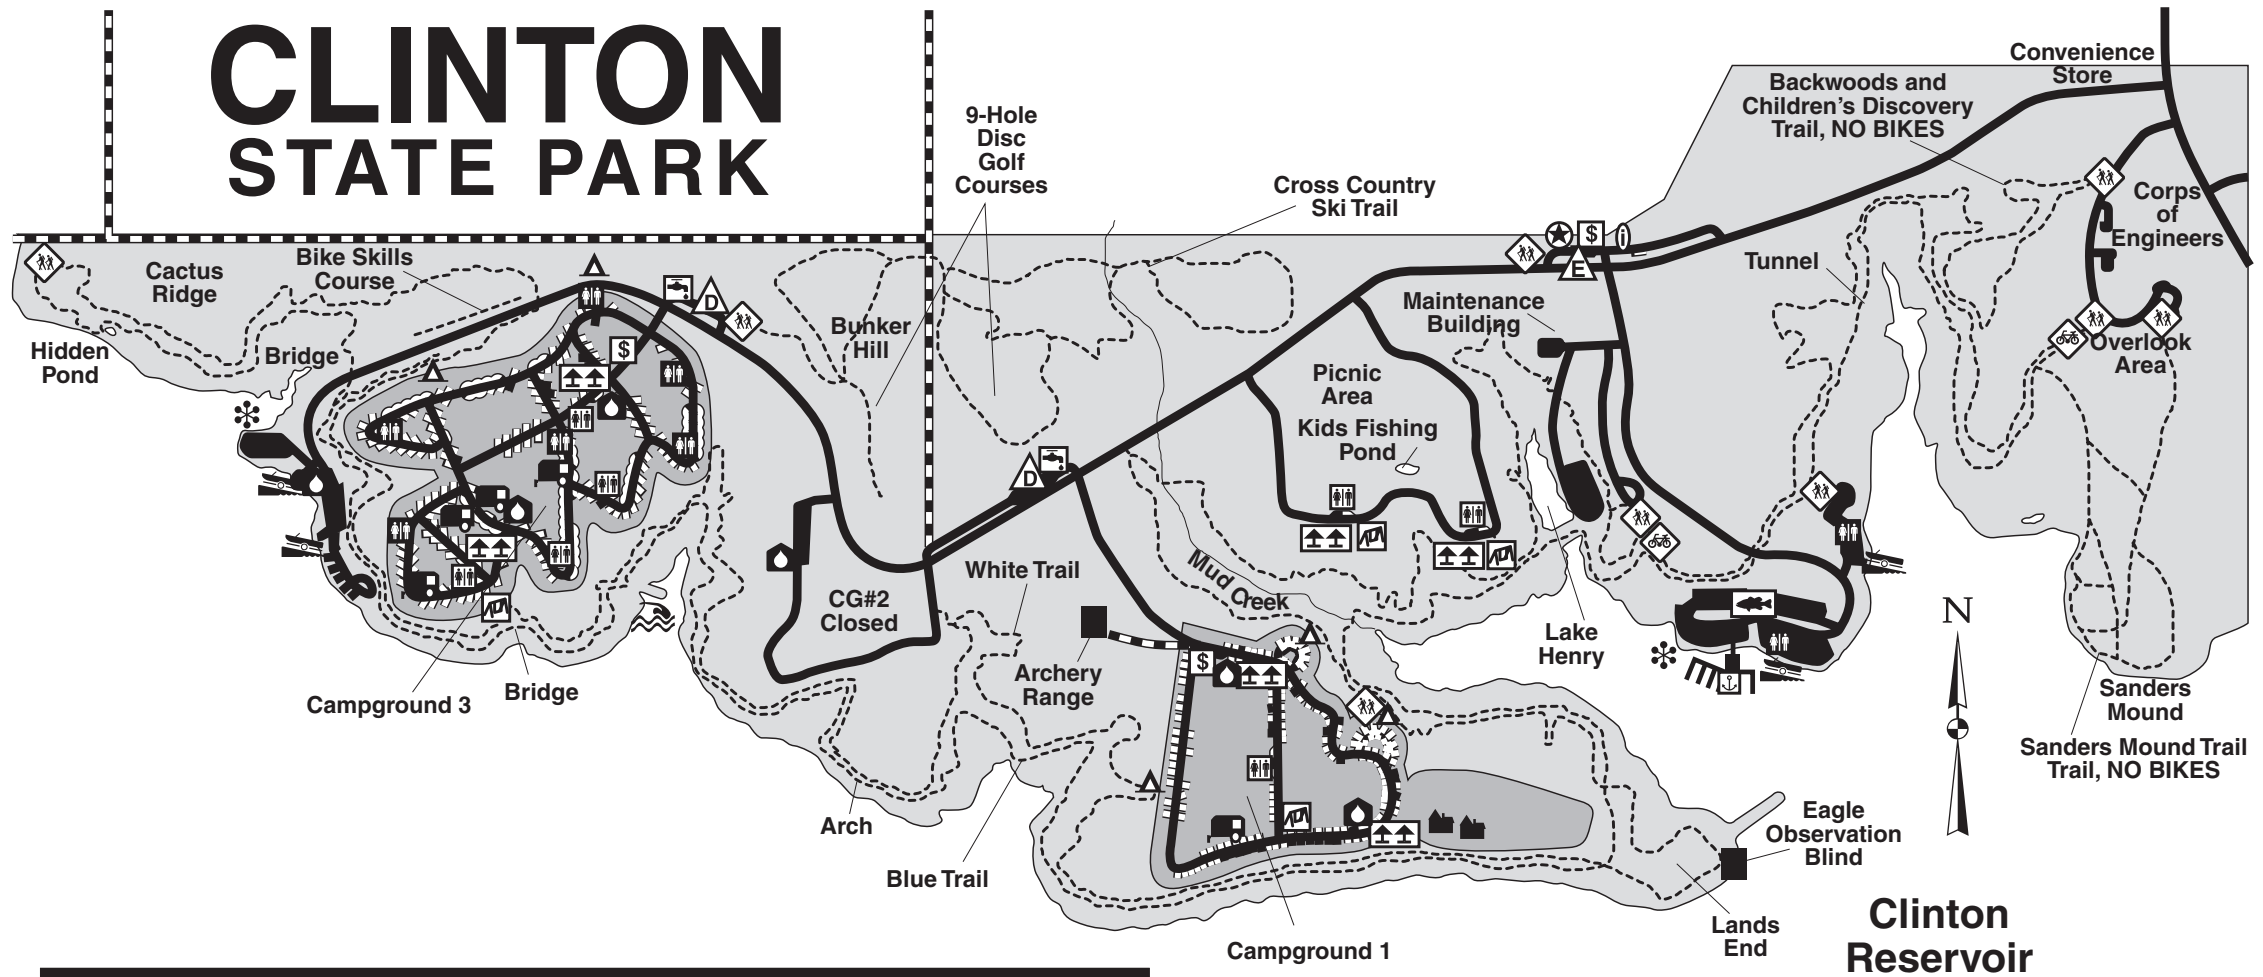 CLINTON
STATE PARK
Convenience
Store
Backwoods and
Children's Discovery
Trail, NO BIKES
9-Hole
Disc
Golf
Courses
Cross Country
Ski Trail
Corps
of
Engineers
$
i
E
Tunnel
Cactus
Ridge
Bike Skills
Course
D
Bunker
Hill
Maintenance
Building
Hidden
Pond
Bridge
$
Overlook
Area
Picnic
Area
Kids Fishing
Pond
D
White Trail
Mud Creek
CG#2
Closed
N
Lake
Henry
Archery
Range
$
Campground 3
Bridge
Sanders
Mound
Sanders Mound Trail
Trail, NO BIKES
Arch
Blue Trail
Eagle
Observation
Blind
Lands
End
Campground 1
Clinton
Reservoir